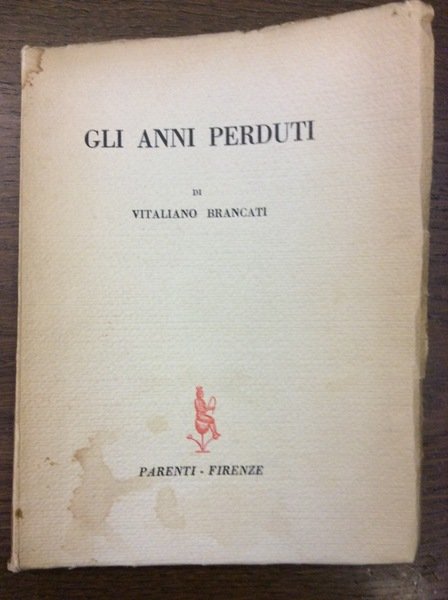 GLI ANNI PERDUTI
DI
VITALIANO BRANCATI
PARENTI - FIRENZE